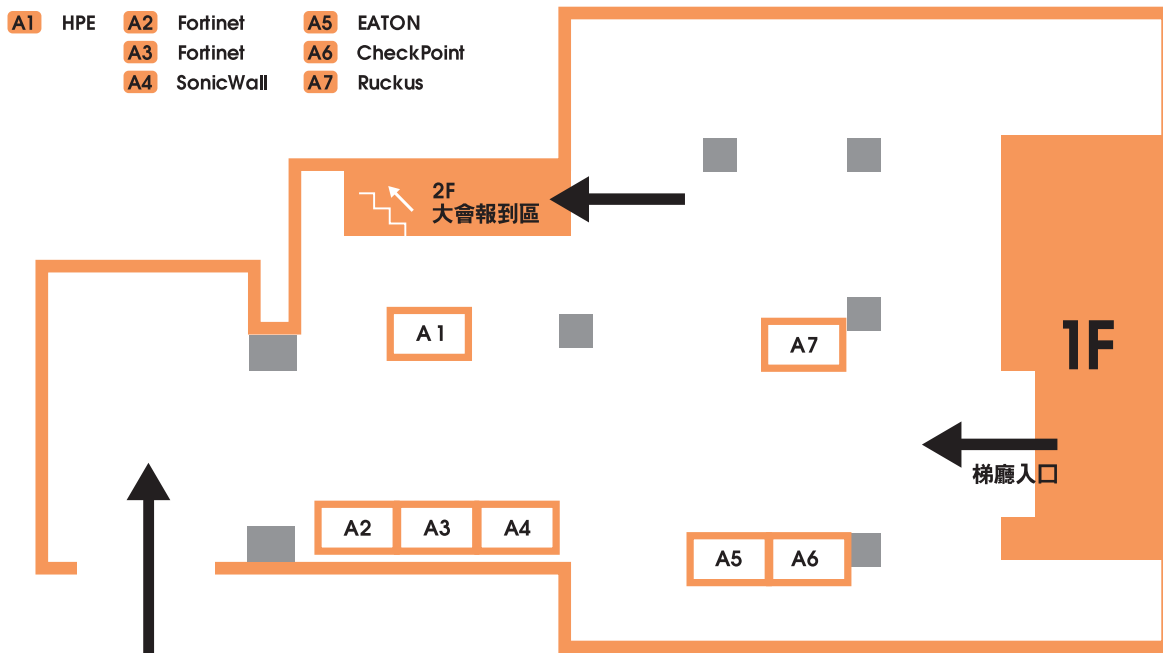 A1 HPE A2 Fortinet A5 EATON
A3 Fortinet A6 CheckPoint
A4 SonicWall A7 Ruckus
2F
大會報到區
A1
A7
1F
梯廳入口
A2 A3 A4
A5 A6